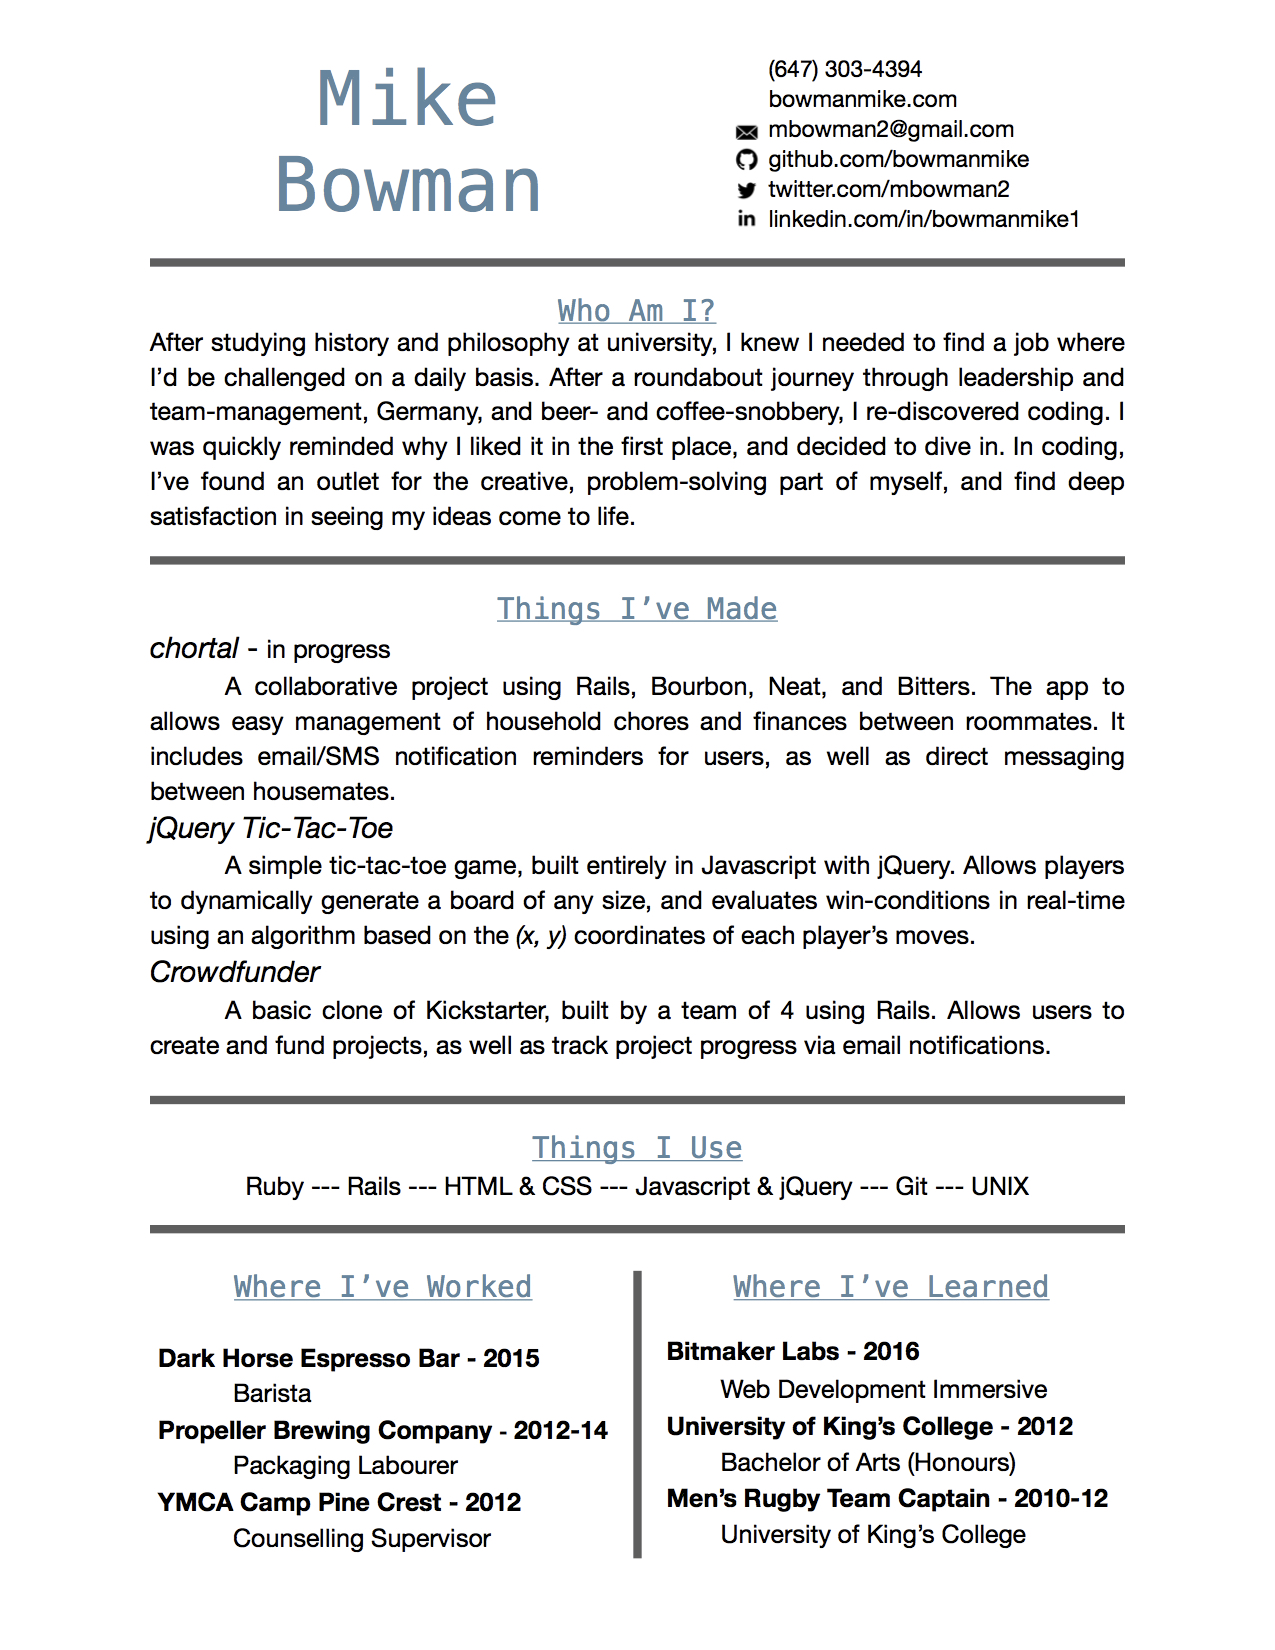 Mike
Bowman
(647) 303-4394
bowmanmike.com
mbowman2@gmail.com
github.com/bowmanmike
twitter.com/mbowman2
in linkedin.com/in/bowmanmike1
Who Am I?
After studying history and philosophy at university, I knew I needed to find a job where
I’d be challenged on a daily basis. After a roundabout journey through leadership and
team-management, Germany, and beer- and coffee-snobbery, I re-discovered coding. I
was quickly reminded why I liked it in the first place, and decided to dive in. In coding,
I’ve found an outlet for the creative, problem-solving part of myself, and find deep
satisfaction in seeing my ideas come to life.
Things I’ve Made
chortal - in progress
A collaborative project using Rails, Bourbon, Neat, and Bitters. The app to
allows easy management of household chores and finances between roommates. It
includes email/SMS notification reminders for users, as well as direct messaging
between housemates.
jQuery Tic-Tac-Toe
A simple tic-tac-toe game, built entirely in Javascript with jQuery. Allows players
to dynamically generate a board of any size, and evaluates win-conditions in real-time
using an algorithm based on the (x, y) coordinates of each player’s moves.
Crowdfunder
A basic clone of Kickstarter, built by a team of 4 using Rails. Allows users to
create and fund projects, as well as track project progress via email notifications.
Things I Use
Ruby --- Rails --- HTML & CSS --- Javascript & jQuery --- Git --- UNIX
Where I’ve Worked
Dark Horse Espresso Bar - 2015
Barista
Propeller Brewing Company - 2012-14
Packaging Labourer
YMCA Camp Pine Crest - 2012
Counselling Supervisor
Where I’ve Learned
Bitmaker Labs - 2016
Web Development Immersive
University of King’s College - 2012
Bachelor of Arts (Honours)
Men’s Rugby Team Captain - 2010-12
University of King’s College